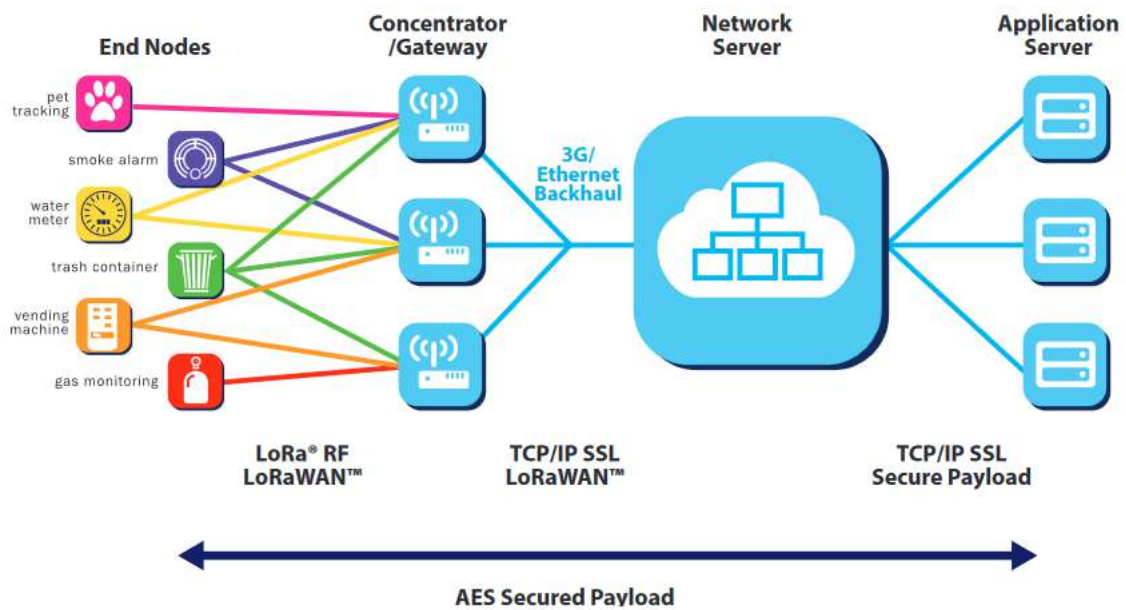 End Nodes
Concentrator
/Gateway
Network
Server
Application
Server
pet
tracking
smoke alarm
water
meter
trash container
vending
machine
gas monitoring
3G/
Ethernet
Backhaul
LoRa® RF
LoRaWAN™
TCP/IP SSL
LoRaWAN™
TCP/IP SSL
Secure Payload
AES Secured Payload